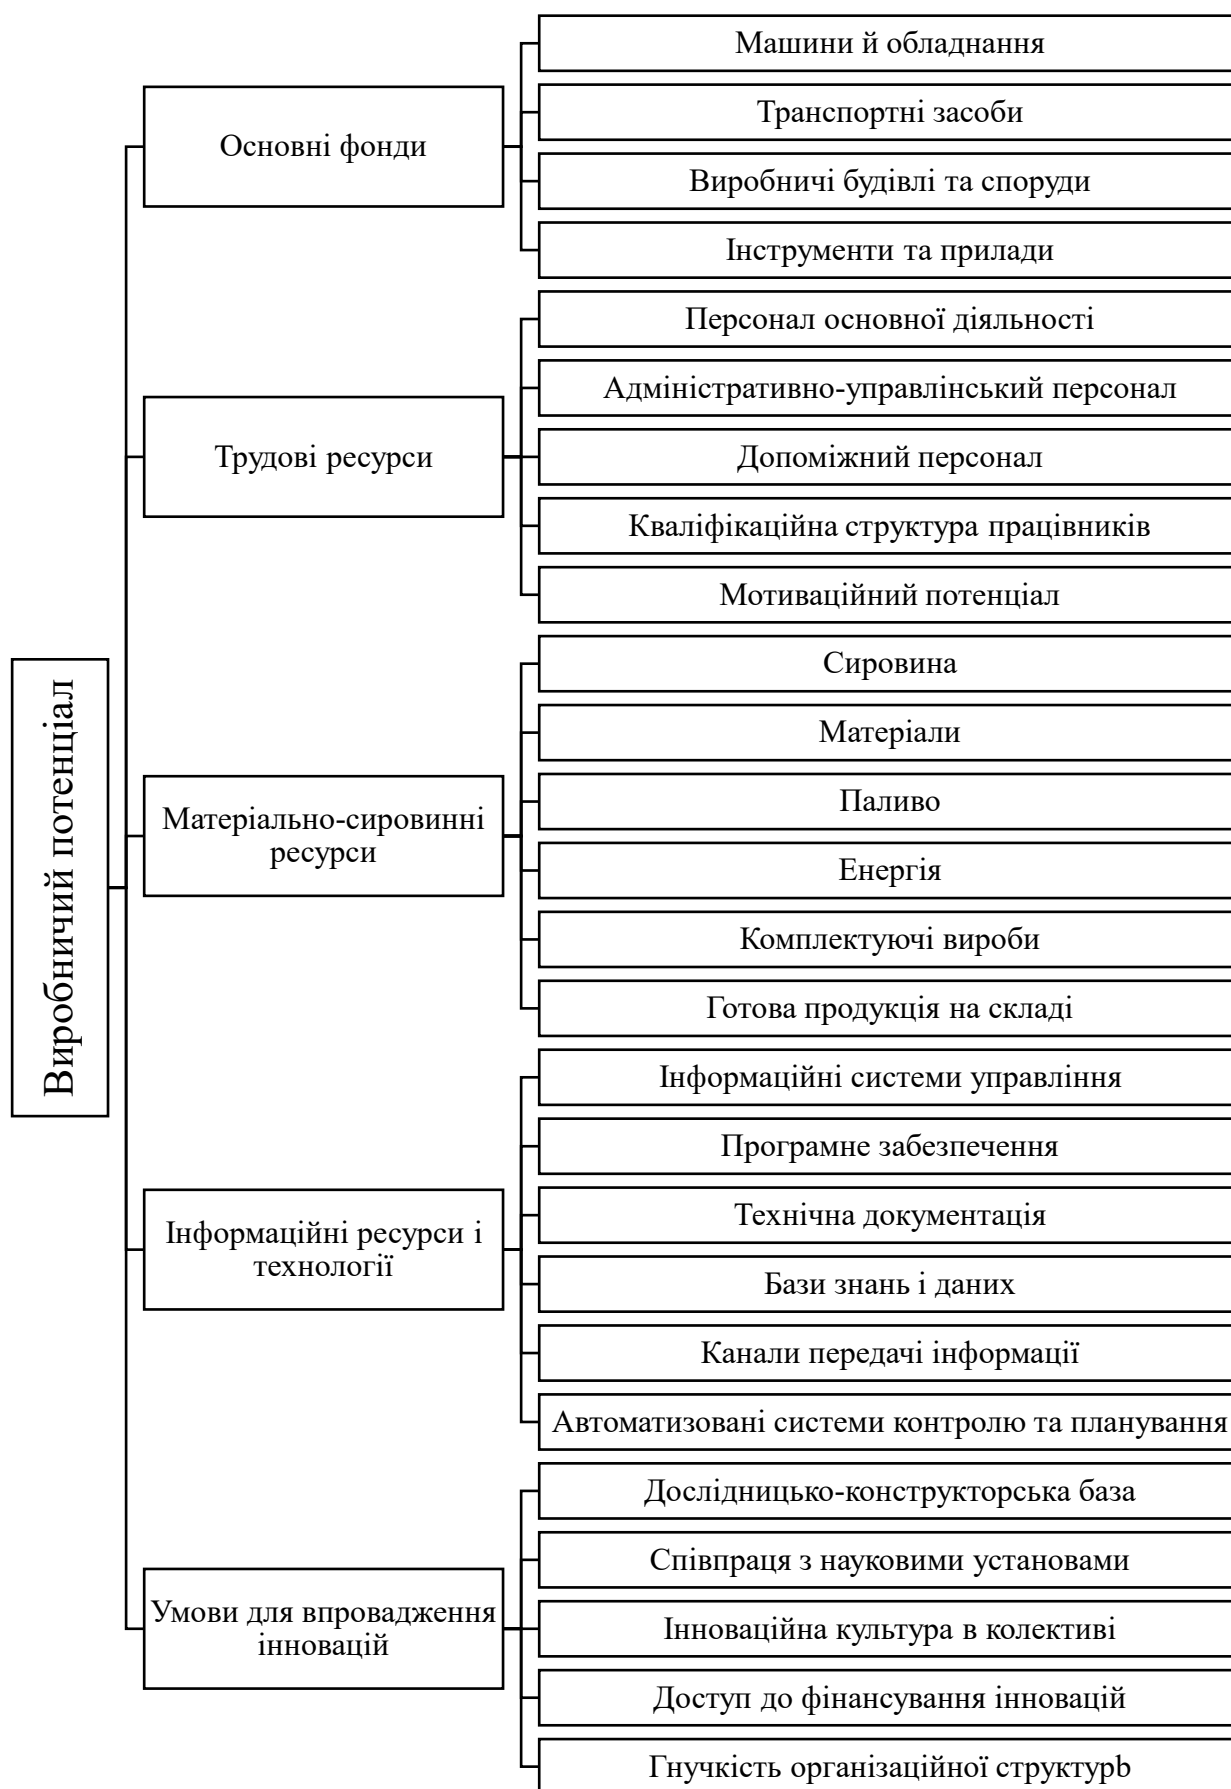 Виробничий потенціал
Основні фонди
Машини й обладнання
Транспортні засоби
Виробничі будівлі та споруди
Інструменти та прилади
Трудові ресурси
Персонал основної діяльності
Адміністративно-управлінський персонал
Допоміжний персонал
Кваліфікаційна структура працівників
Мотиваційний потенціал
Матеріально-сировинні
ресурси
Сировина
Матеріали
Паливо
Енергія
Комплектуючі вироби
Готова продукція на складі
Інформаційні ресурси і
технології
Інформаційні системи управління
Програмне забезпечення
Технічна документація
Бази знань і даних
Канали передачі інформації
Автоматизовані системи контролю та планування
Умови для впровадження
інновацій
Дослідницько-конструкторська база
Співпраця з науковими установами
Інноваційна культура в колективі
Доступ до фінансування інновацій
Гнучкість організаційної структурb